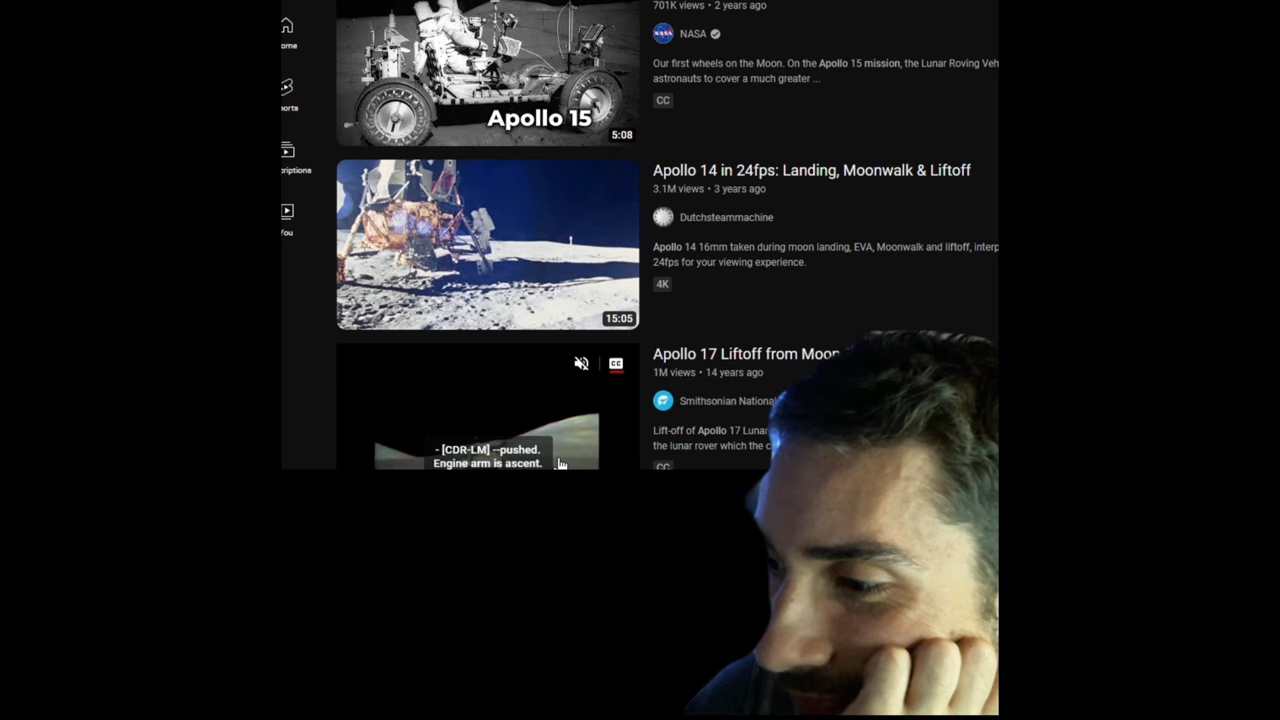 701K views • 2 years ago
ome
NASA
Our first wheels on the Moon. On the Apollo 15 mission, the Lunar Roving Veh
astronauts to cover a much greater ...
CC
orts
Apollo 15
5:08
Apollo 14 in 24fps: Landing, Moonwalk & Liftoff
3.1M views • 3 years ago
criptions
Dutchsteammachine
You
Apollo 14 16mm taken during moon landing, EVA, Moonwalk and liftoff, interp
24fps for your viewing experience.
4K
15:05
Apollo 17 Liftoff from Moon
1M views • 14 years ago
CC
Smithsonian National
Lift-off of Apollo 17 Luna
the lunar rover which the c
- [CDR-LM] --pushed.
Engine arm is ascent.
CC